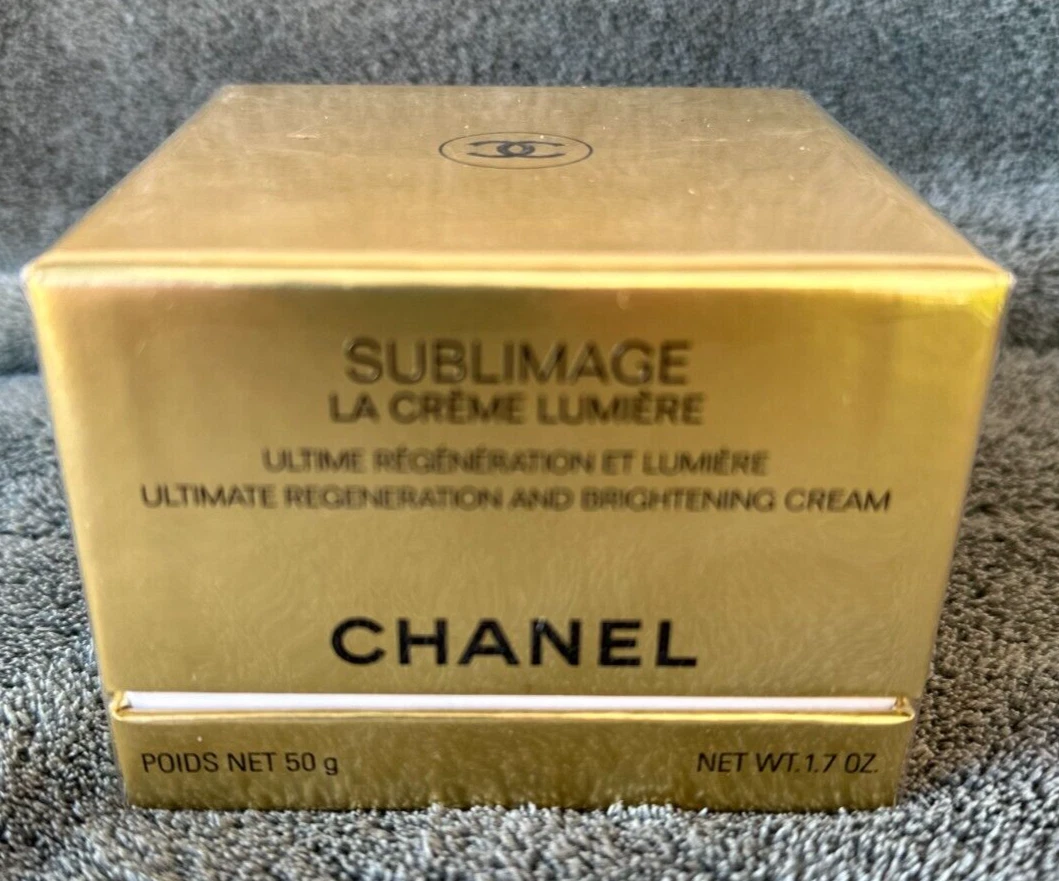 SUBLIMAGE
LA CRÈME LUMIÈRE
ULTIME RÉGÉNÉRATION ET LUMIÈRE
ULTIMATE REGENERATION AND BRIGHTENING CREAM
CHANEL
POIDS NET 50 g
NET WT.1.7 OZ.